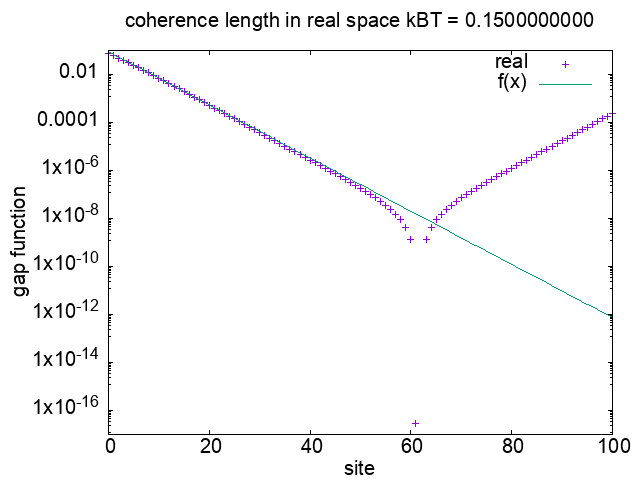 coherence length in real space kBT = 0.1500000000
real
f(x)
0.01
0.0001
1x10^-6
1x10^-8
1x10^-10
1x10^-12
1x10^-14
1x10^-16
gap function
0 20 40 60 80 100
site